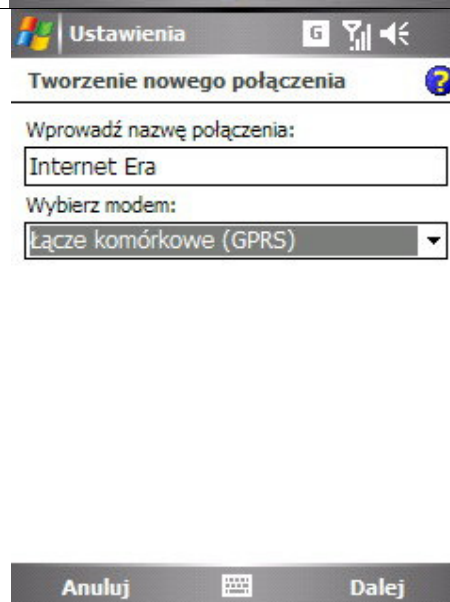 Ustawienia G
Tworzenie nowego połączenia ?
Wprowadź nazwę połączenia:
Internet Era
Wybierz modem:
Łącze komórkowe (GPRS)
Anuluj Dalej